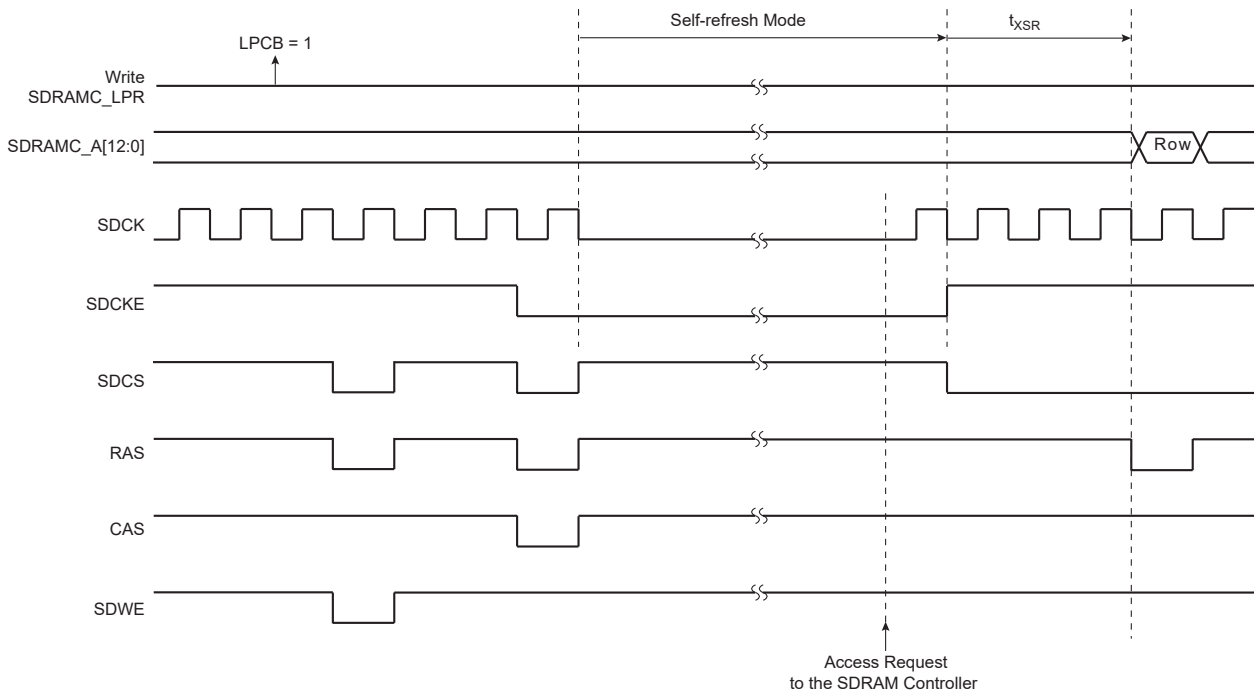 Self-refresh Mode
tXSR
LPCB = 1
Write
SDRAMC_LPR
SDRAMC_A[12:0]
Row
SDCK
SDCKE
SDCS
RAS
CAS
SDWE
Access Request
to the SDRAM Controller